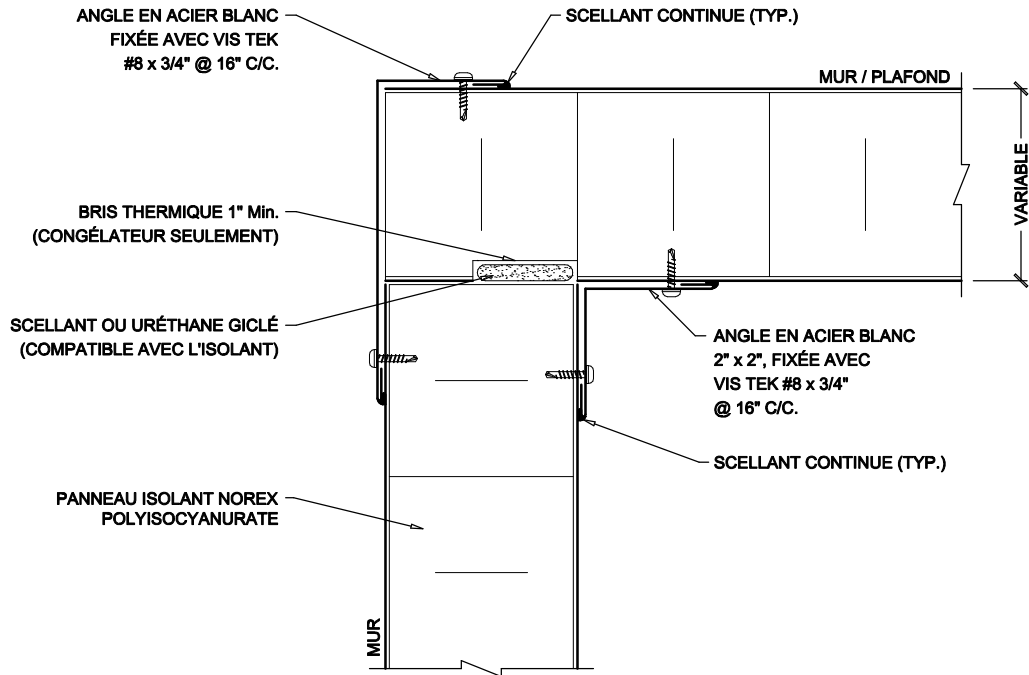 ANGLE EN ACIER BLANC
FIXÉE AVEC VIS TEK
#8 x 3/4" @ 16" C/C.
SCELLANT CONTINUE (TYP.)
MUR / PLAFOND
VARIABLE
BRIS THERMIQUE 1" Min.
(CONGÉLATEUR SEULEMENT)
SCELLANT OU URÉTHANE GICLÉ
(COMPATIBLE AVEC L'ISOLANT)
ANGLE EN ACIER BLANC
2" x 2", FIXÉE AVEC
VIS TEK #8 x 3/4"
@ 16" C/C.
SCELLANT CONTINUE (TYP.)
PANNEAU ISOLANT NOREX
POLYISOCYANURATE
MUR